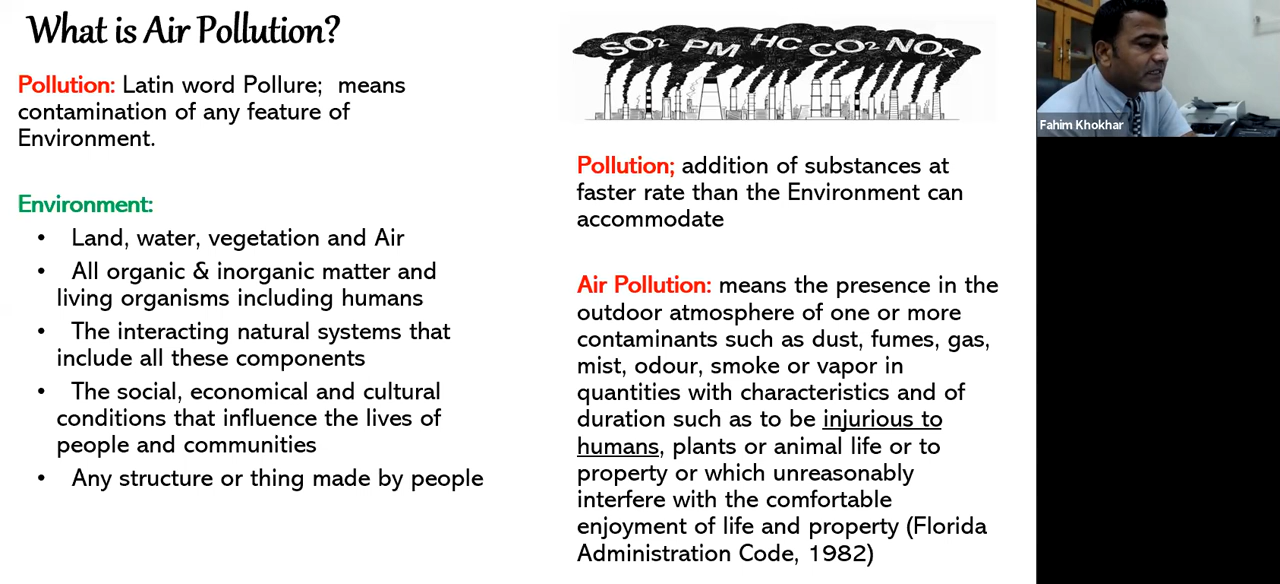 What is Air Pollution?
Pollution: Latin word Pollure; means
contamination of any feature of
Environment.
Environment:
• Land, water, vegetation and Air
• All organic & inorganic matter and
living organisms including humans
• The interacting natural systems that
include all these components
• The social, economical and cultural
conditions that influence the lives of
people and communities
• Any structure or thing made by people
SO2 PM HC CO2 NOx
Pollution; addition of substances at
faster rate than the Environment can
accommodate
Air Pollution: means the presence in the
outdoor atmosphere of one or more
contaminants such as dust, fumes, gas,
mist, odour, smoke or vapor in
quantities with characteristics and of
duration such as to be injurious to
humans, plants or animal life or to
property or which unreasonably
interfere with the comfortable
enjoyment of life and property (Florida
Administration Code, 1982)
Fahim Khokhar